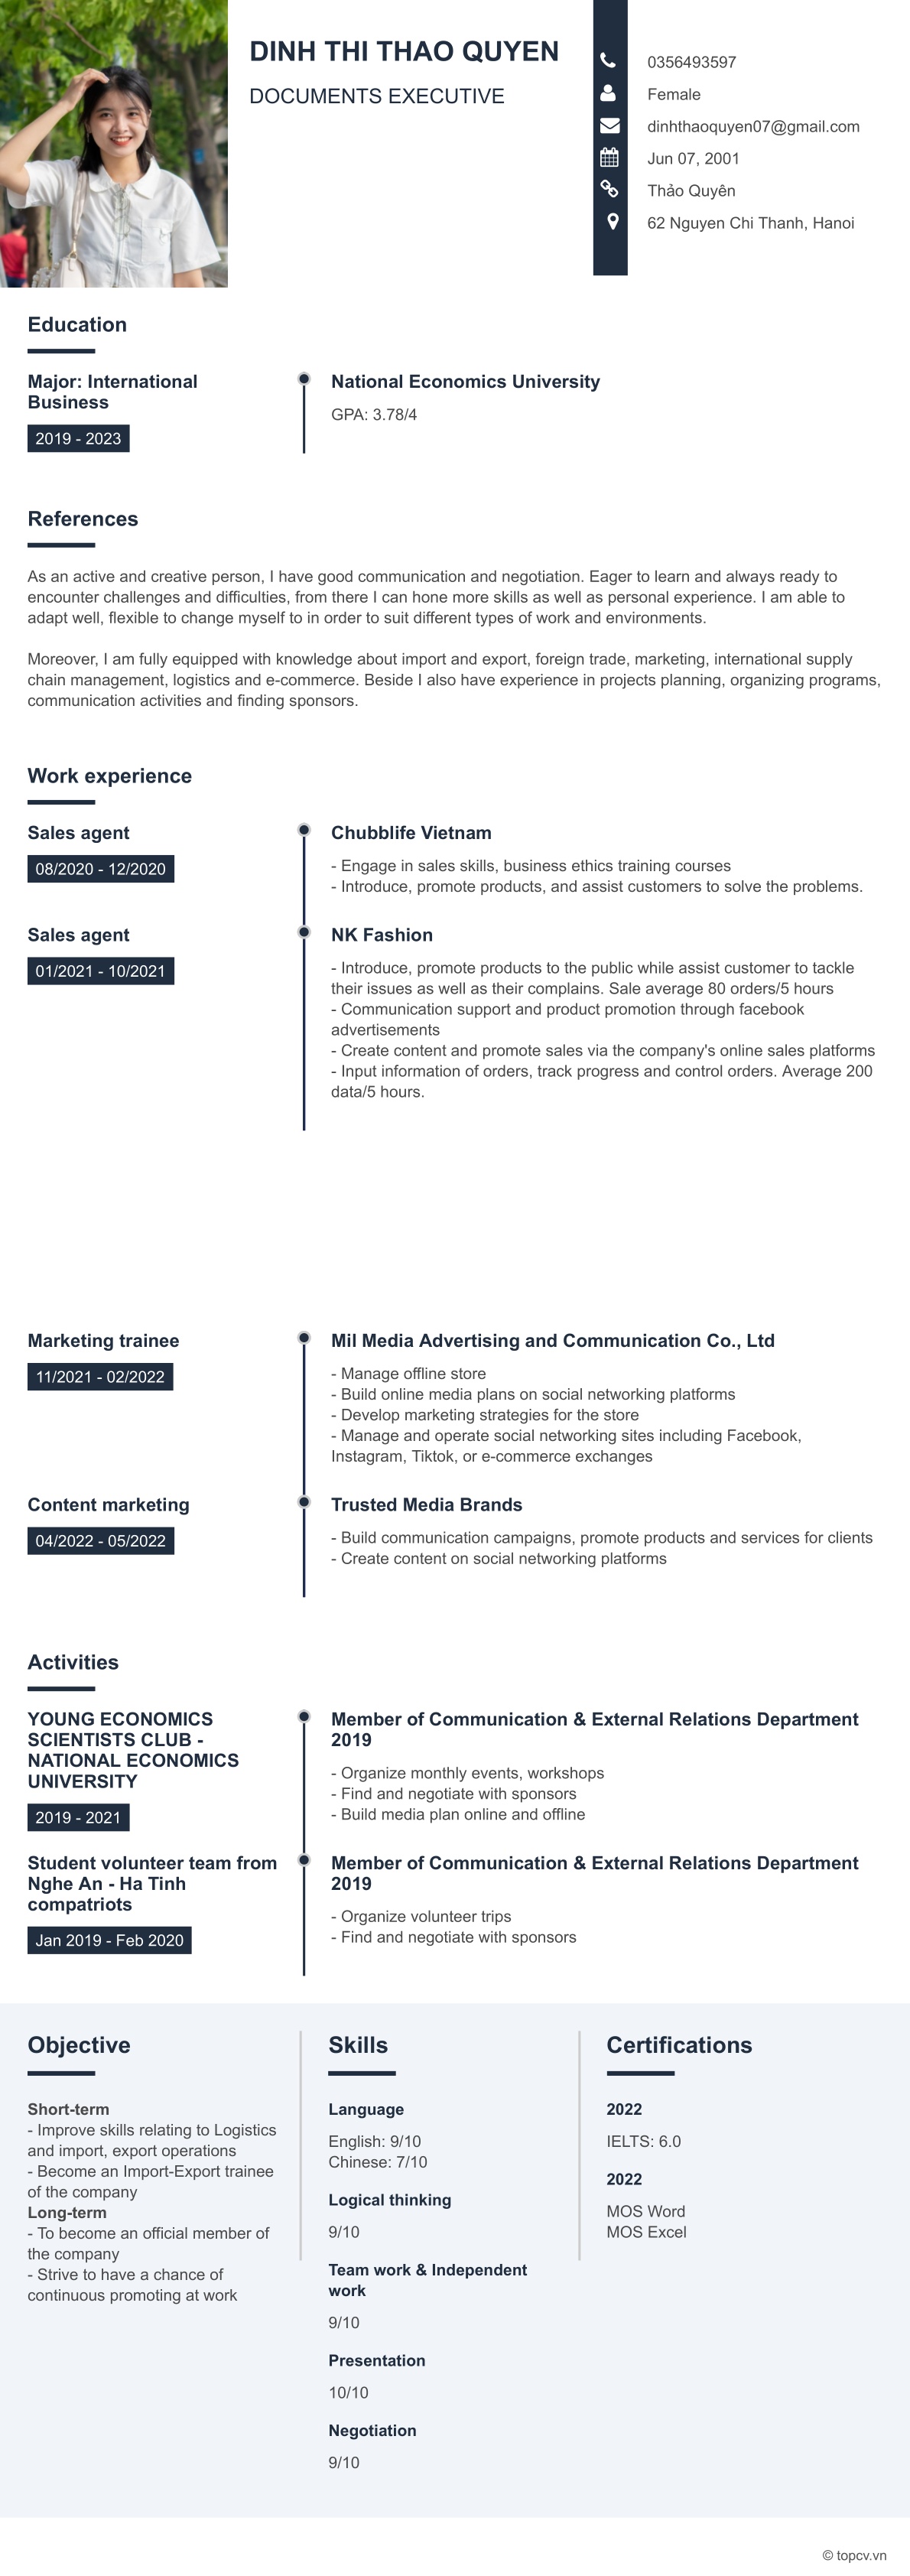 DINH THI THAO QUYEN
DOCUMENTS EXECUTIVE
0356493597
Female
dinhthaoquyen07@gmail.com
Jun 07, 2001
Thảo Quyên
62 Nguyen Chi Thanh, Hanoi
Education
Major: International
Business
2019 - 2023
National Economics University
GPA: 3.78/4
References
As an active and creative person, I have good communication and negotiation. Eager to learn and always ready to
encounter challenges and difficulties, from there I can hone more skills as well as personal experience. I am able to
adapt well, flexible to change myself to in order to suit different types of work and environments.
Moreover, I am fully equipped with knowledge about import and export, foreign trade, marketing, international supply
chain management, logistics and e-commerce. Beside I also have experience in projects planning, organizing programs,
communication activities and finding sponsors.
Work experience
Sales agent
08/2020 - 12/2020
Chubblife Vietnam
- Engage in sales skills, business ethics training courses
- Introduce, promote products, and assist customers to solve the problems.
Sales agent
01/2021 - 10/2021
NK Fashion
- Introduce, promote products to the public while assist customer to tackle
their issues as well as their complains. Sale average 80 orders/5 hours
- Communication support and product promotion through facebook
advertisements
- Create content and promote sales via the company's online sales platforms
- Input information of orders, track progress and control orders. Average 200
data/5 hours.
Marketing trainee
11/2021 - 02/2022
Mil Media Advertising and Communication Co., Ltd
- Manage offline store
- Build online media plans on social networking platforms
- Develop marketing strategies for the store
- Manage and operate social networking sites including Facebook,
Instagram, Tiktok, or e-commerce exchanges
Content marketing
04/2022 - 05/2022
Trusted Media Brands
- Build communication campaigns, promote products and services for clients
- Create content on social networking platforms
Activities
YOUNG ECONOMICS
SCIENTISTS CLUB -
NATIONAL ECONOMICS
UNIVERSITY
2019 - 2021
Member of Communication & External Relations Department
2019
- Organize monthly events, workshops
- Find and negotiate with sponsors
- Build media plan online and offline
Student volunteer team from
Nghe An - Ha Tinh
compatriots
Jan 2019 - Feb 2020
Member of Communication & External Relations Department
2019
- Organize volunteer trips
- Find and negotiate with sponsors
Objective
Short-term
- Improve skills relating to Logistics
and import, export operations
- Become an Import-Export trainee
of the company
Long-term
- To become an official member of
the company
- Strive to have a chance of
continuous promoting at work
Skills
Language
English: 9/10
Chinese: 7/10
Logical thinking
9/10
Team work & Independent
work
9/10
Presentation
10/10
Negotiation
9/10
Certifications
2022
IELTS: 6.0
2022
MOS Word
MOS Excel
© topcv.vn